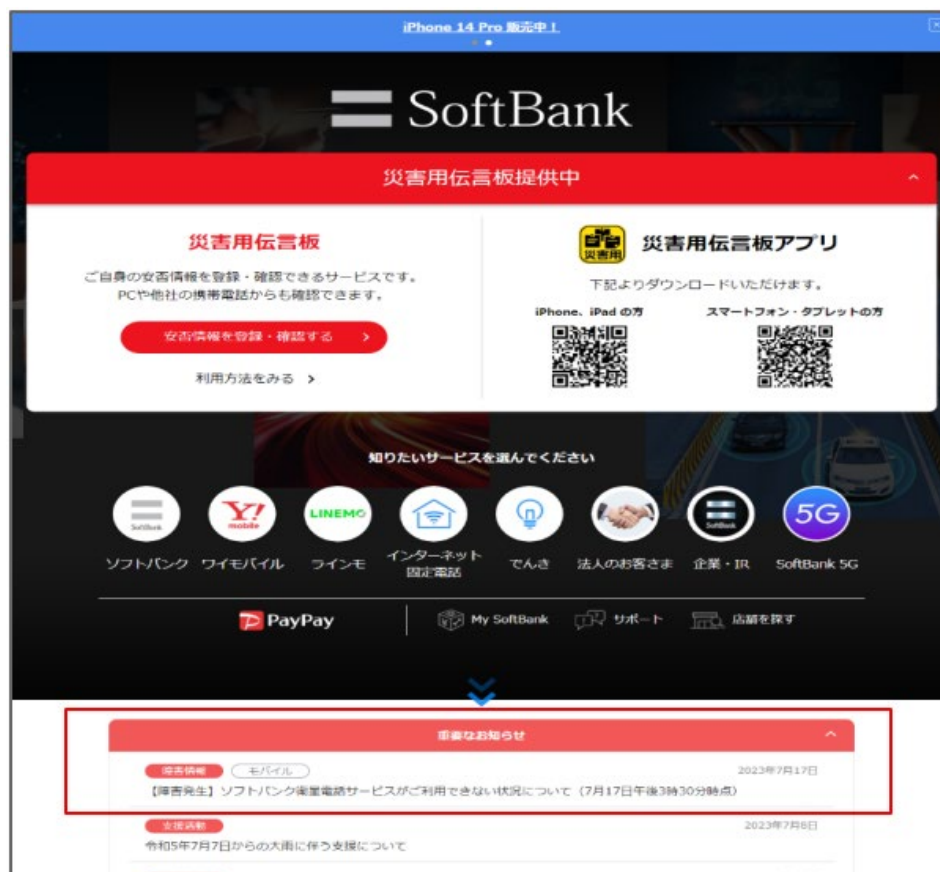 iPhone 14 Pro 販売中!
SoftBank
災害用伝言板提供中
災害用伝言板
ご自身の安否情報を登録・確認できるサービスです。
PCや他社の携帯電話からも確認できます。
安否情報を登録・確認する
利用方法をみる
災害用
災害用伝言板アプリ
下記よりダウンロードいただけます。
iPhone、iPad の方
スマートフォン・タブレットの方
知りたいサービスを選んでください
SoftBank
Y!mobile
LINEMO
SoftBank
5G
ソフトバンク
ワイモバイル
ラインモ
インターネット
固定電話
でんき
法人のお客さま
企業・IR
SoftBank 5G
PayPay
My SoftBank
サポート
店舗を探す
重要なお知らせ
障害情報
モバイル
2023年7月17日
【障害発生】ソフトバンク衛星電話サービスがご利用できない状況について(7月17日午後3時30分時点)
支援活動
2023年7月8日
令和5年7月7日からの大雨に伴う支援について